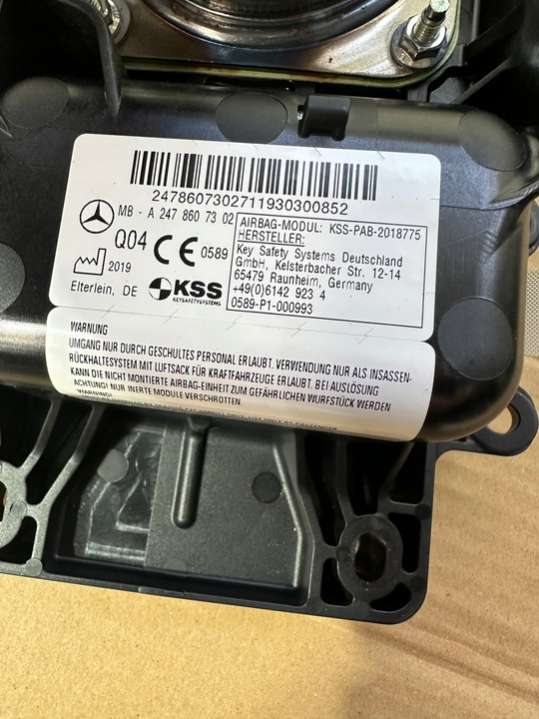 2478607302711930300852
MB - A 247 860 73 02
Q04
CE 0589
2019
Elterlein, DE
KSS
KEYSAFETYSYSTEMS
AIRBAG-MODUL: KSS-PAB-2018775
HERSTELLER:
Key Safety Systems Deutschland
GmbH, Kelsterbacher Str. 12-14
65479 Raunheim, Germany
+49(0)6142 923 4
0589-P1-000993
WARNUNG
UMGANG NUR DURCH GESCHULTES PERSONAL ERLAUBT. VERWENDUNG NUR ALS INSASSEN-
RÜCKHALTESYSTEM MIT LUFTSACK FÜR KRAFTFAHRZEUGE ERLAUBT. BEI AUSLÖSUNG
KANN DIE NICHT MONTIERTE AIRBAG-EINHEIT ZUM GEFÄHRLICHEN WURFSTÜCK WERDEN
ACHTUNG! NUR INERTE MODULE VERSCHROTTEN